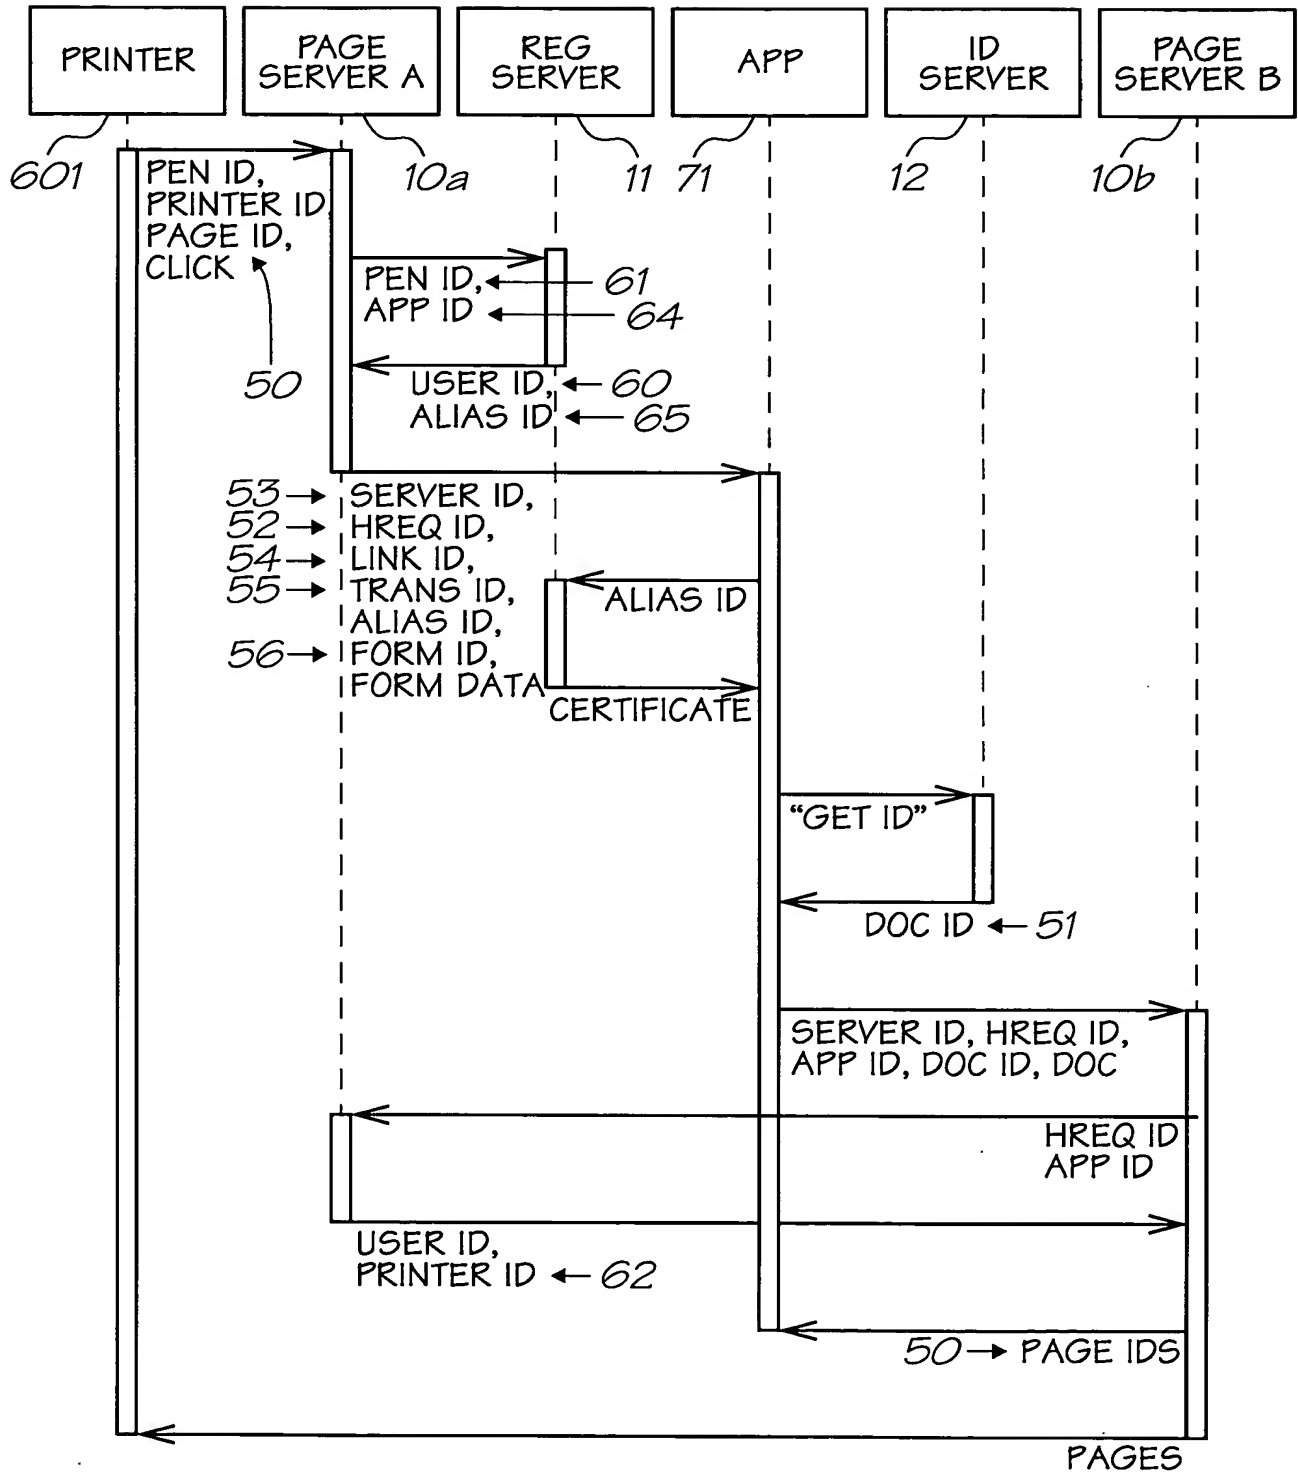 PRINTER
PAGE
SERVER A
REG
SERVER
APP
ID
SERVER
PAGE
SERVER B
601
10a
11
71
12
10b
PEN ID,
PRINTER ID
PAGE ID,
CLICK
50
PEN ID, 61
APP ID 64
USER ID, 60
ALIAS ID 65
53 SERVER ID,
52 HREQ ID,
54 LINK ID,
55 TRANS ID,
ALIAS ID,
56 FORM ID,
FORM DATA
ALIAS ID
CERTIFICATE
“GET ID”
DOC ID 51
SERVER ID, HREQ ID,
APP ID, DOC ID, DOC
HREQ ID
APP ID
USER ID,
PRINTER ID 62
50 PAGE IDS
PAGES